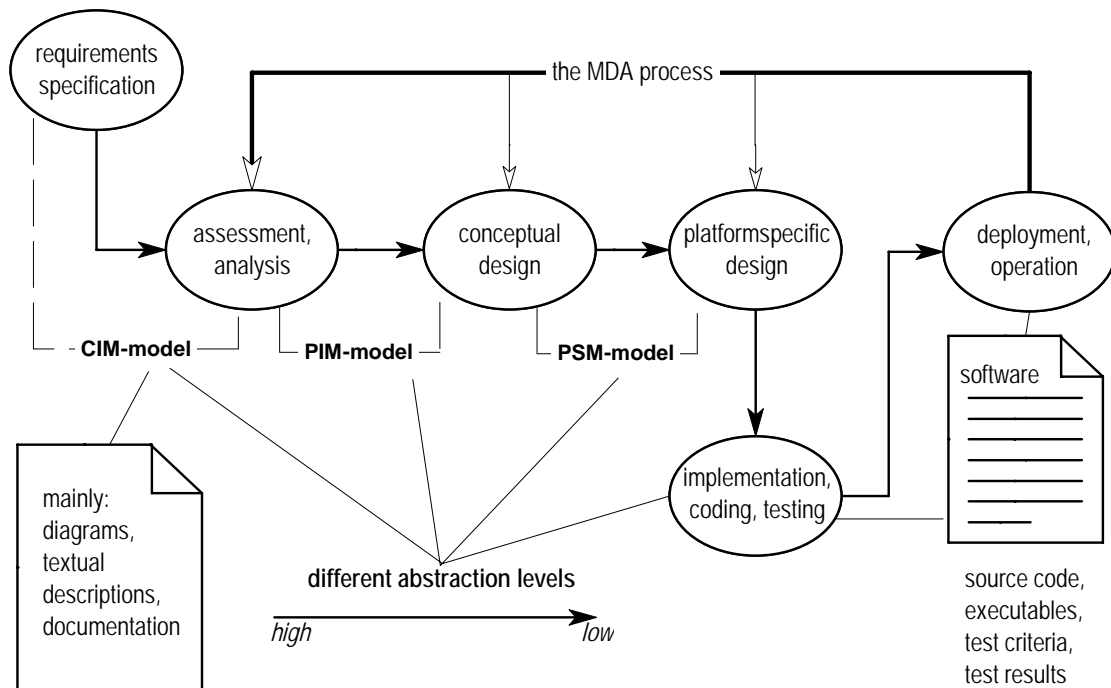 requirements
specification
the MDA process
assessment,
analysis
conceptual
design
platformspecific
design
deployment,
operation
CIM-model
PIM-model
PSM-model
software
mainly:
diagrams,
textual
descriptions,
documentation
implementation,
coding, testing
different abstraction levels
high
low
source code,
executables,
test criteria,
test results